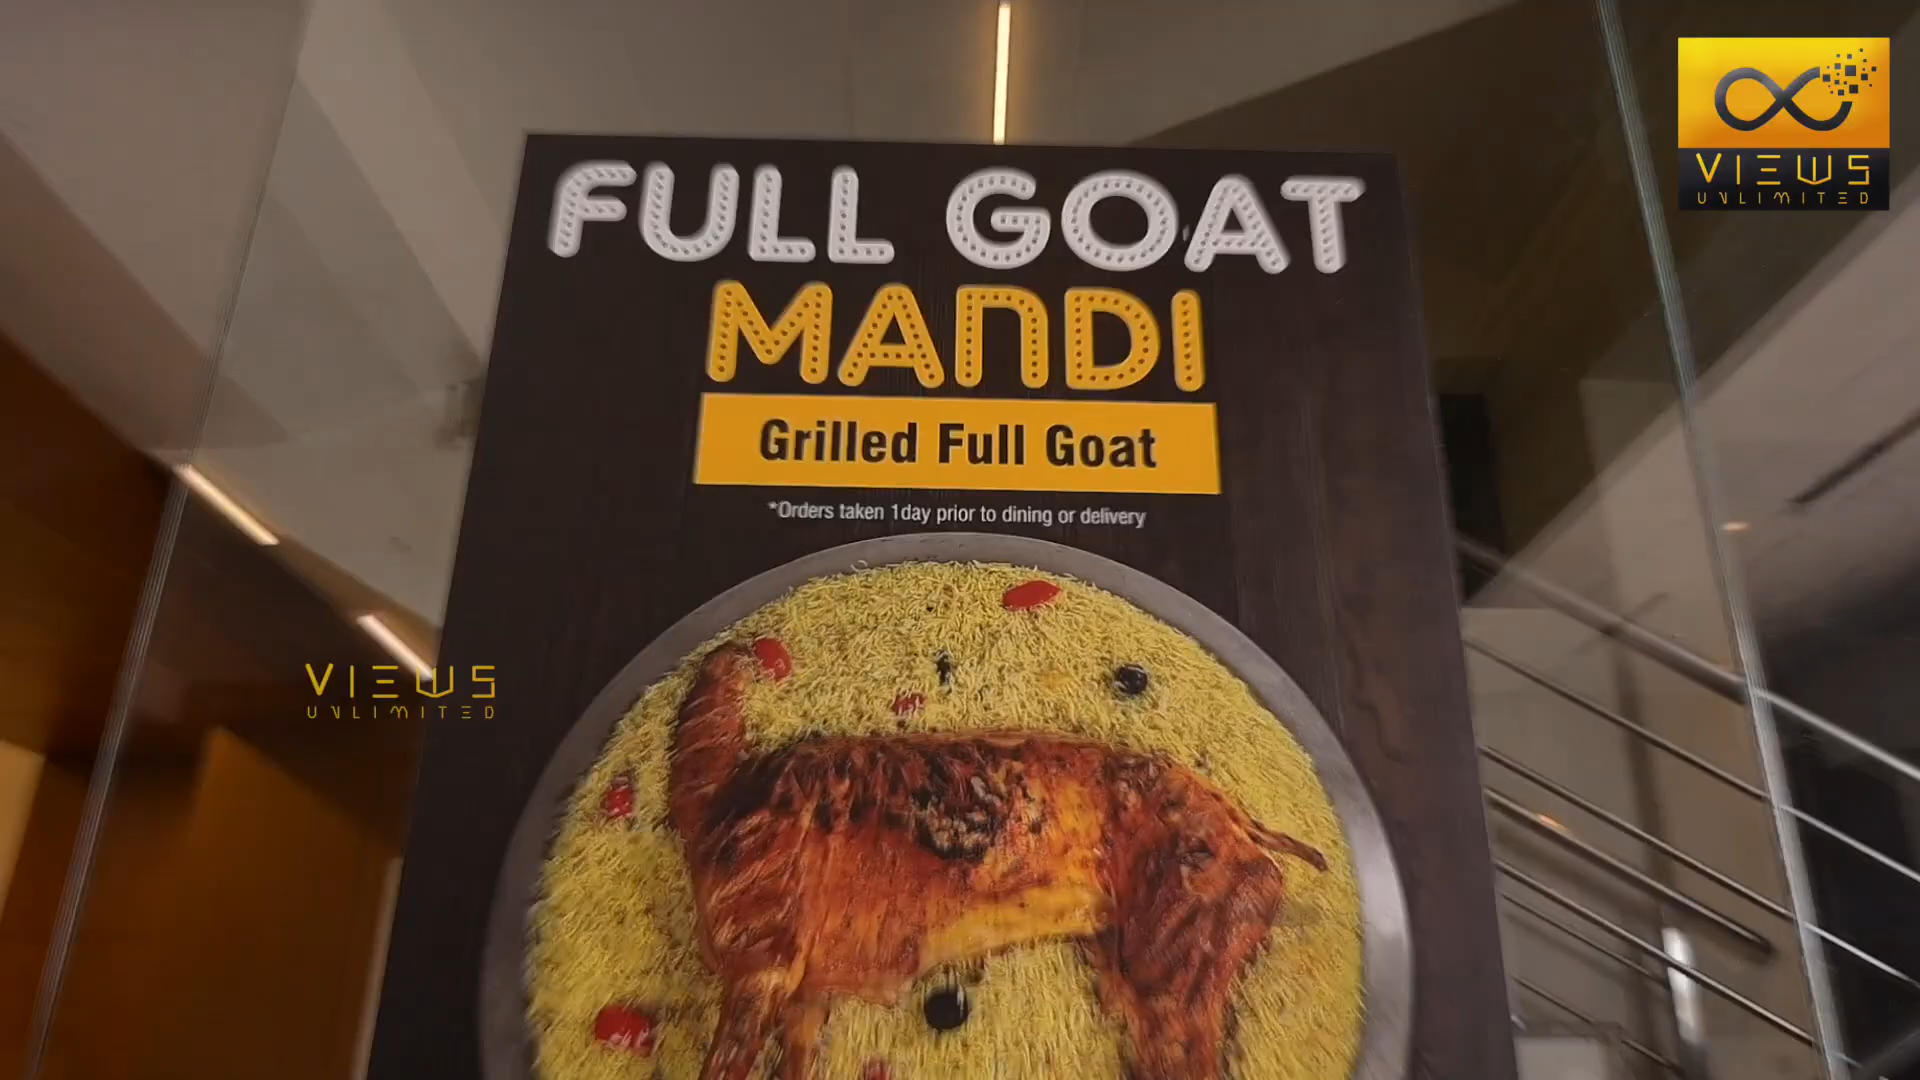 FULL GOAT
MANDI
Grilled Full Goat
*Orders taken 1day prior to dining or delivery
VIEWS
UNLIMITED
VIEWS
UNLIMITED